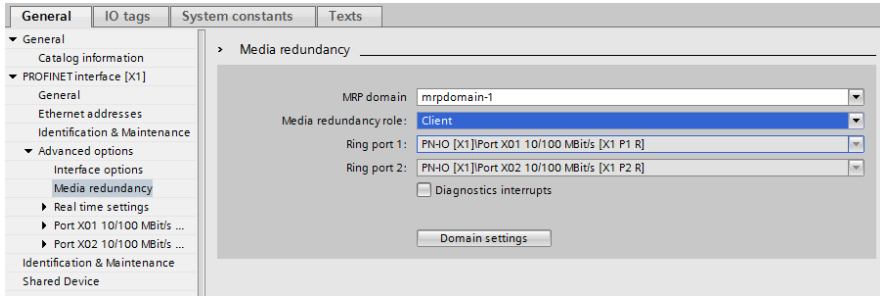 General IO tags System constants Texts
General
Catalog information
PROFINET interface [X1]
General
Ethernet addresses
Identification & Maintenance
Advanced options
Interface options
Media redundancy
Real time settings
Port X01 10/100 MBit/s ...
Port X02 10/100 MBit/s ...
Identification & Maintenance
Shared Device
Media redundancy
MRP domain mrpdomain-1
Media redundancy role: Client
Ring port 1: PN-IO [X1]\Port X01 10/100 MBit/s [X1 P1 R]
Ring port 2: PN-IO [X1]\Port X02 10/100 MBit/s [X1 P2 R]
Diagnostics interrupts
Domain settings